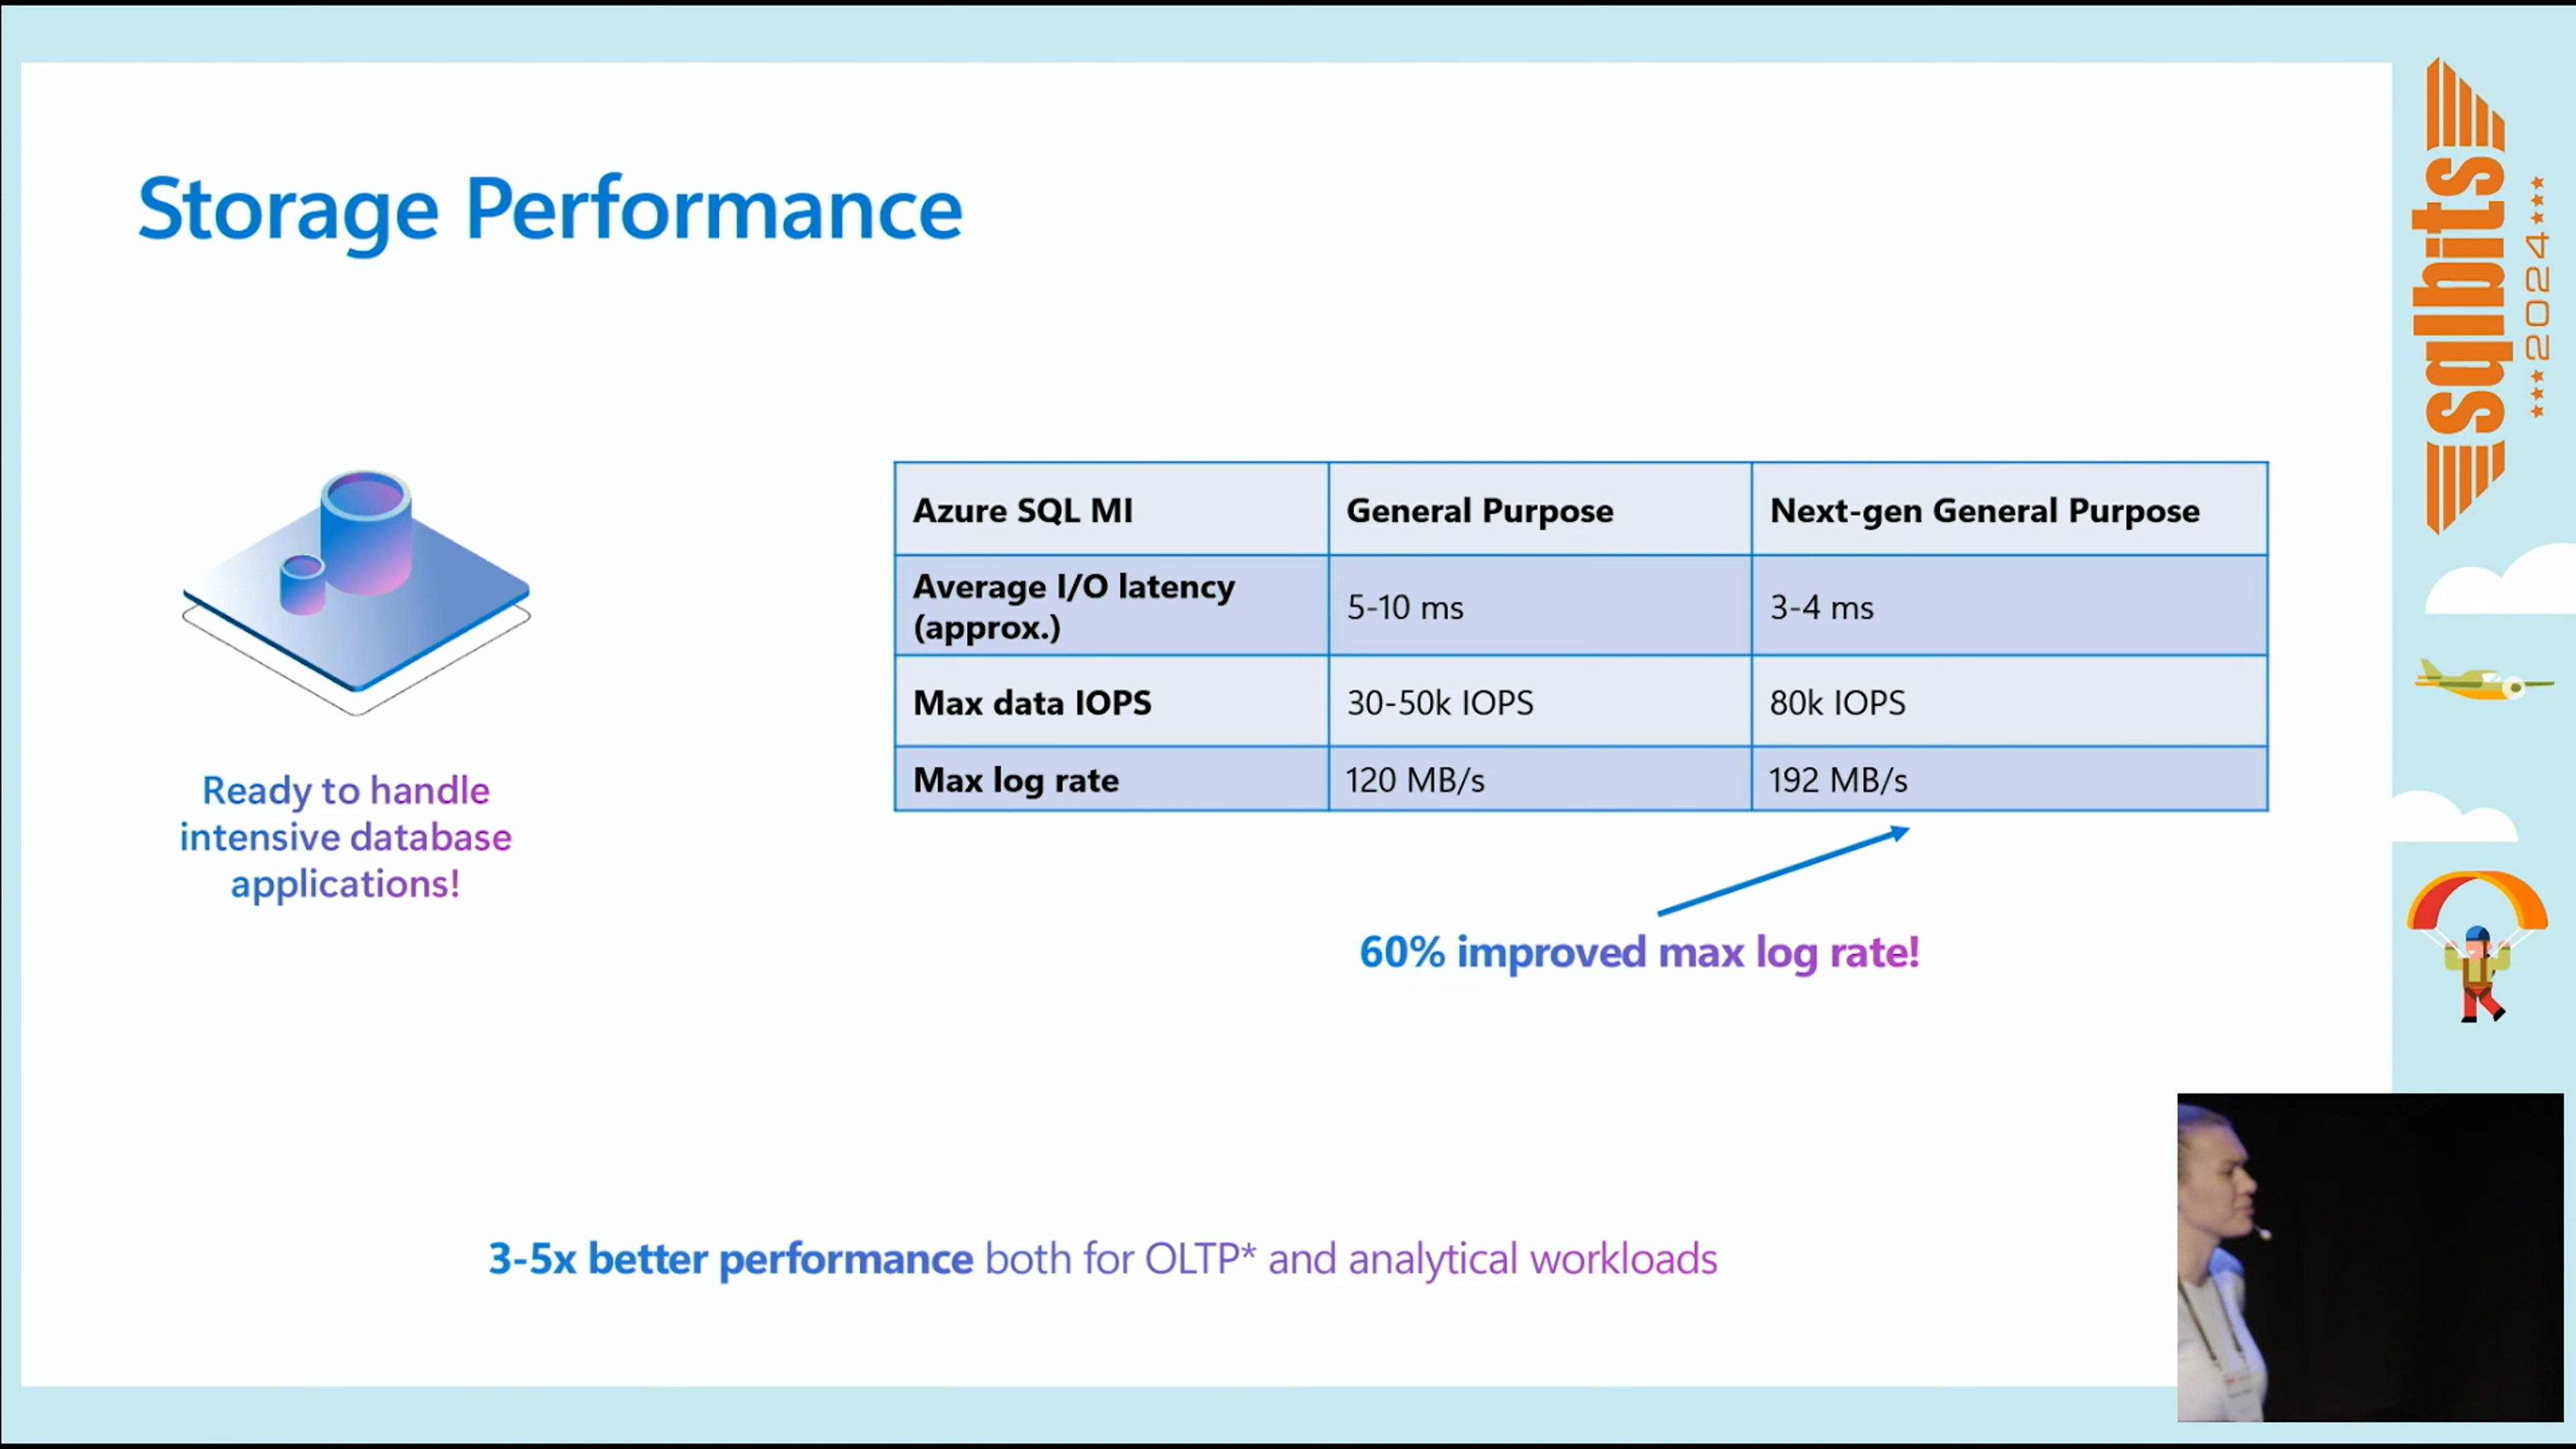 Storage Performance
Ready to handle
intensive database
applications!
Azure SQL MI General Purpose Next-gen General Purpose
Average I/O latency
(approx.) 5-10 ms 3-4 ms
Max data IOPS 30-50k IOPS 80k IOPS
Max log rate 120 MB/s 192 MB/s
60% improved max log rate!
3-5x better performance both for OLTP* and analytical workloads
sqlbits
2024